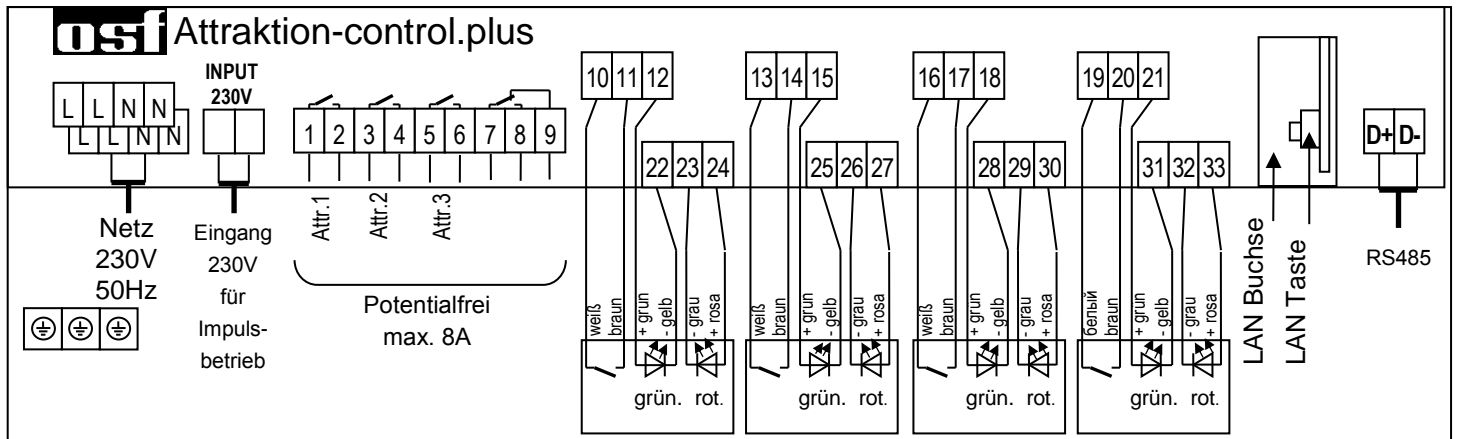 osf Attraktion-control.plus
INPUT
230V
L L N N
L L N N
1 2 3 4 5 6 7 8 9
10 11 12
13 14 15
16 17 18
19 20 21
22 23 24
25 26 27
28 29 30
31 32 33
D+ D-
Netz
230V
50Hz
Eingang
230V
für
Impuls-
betrieb
Attr.1
Attr.2
Attr.3
Potentialfrei
max. 8A
weiß
braun
+ grun
- gelb
- grau
+ rosa
grün. rot.
weiß
braun
+ grun
- gelb
- grau
+ rosa
grün. rot.
weiß
braun
+ grun
- gelb
- grau
+ rosa
grün. rot.
белый
braun
+ grun
- gelb
- grau
+ rosa
grün. rot.
LAN Buchse
LAN Taste
RS485